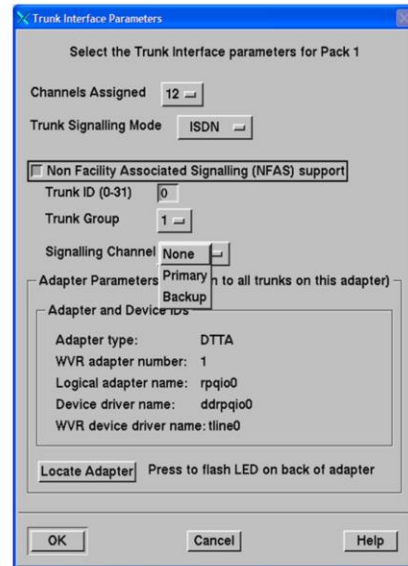 Trunk Interface Parameters
Select the Trunk Interface parameters for Pack 1
Channels Assigned 12
Trunk Signalling Mode ISDN
Non Facility Associated Signalling (NFAS) support
Trunk ID (0-31) 0
Trunk Group 1
Signalling Channel None
Primary
Backup
Adapter Parameters n to all trunks on this adapter)
Adapter and Device IDs
Adapter type: DTTA
WVR adapter number: 1
Logical adapter name: rpqio0
Device driver name: ddrpqio0
WVR device driver name: tline0
Locate Adapter Press to flash LED on back of adapter
OK Cancel Help